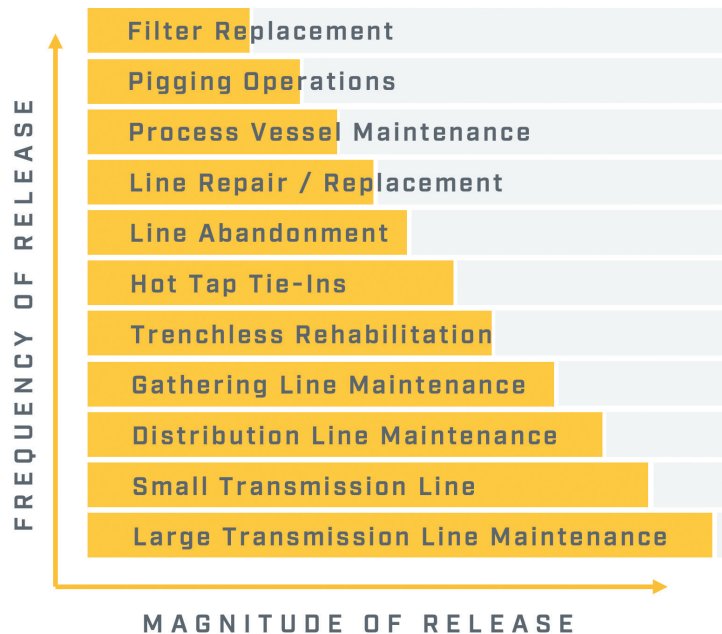 Filter Replacement
Pigging Operations
Process Vessel Maintenance
Line Repair / Replacement
Line Abandonment
Hot Tap Tie-Ins
Trenchless Rehabilitation
Gathering Line Maintenance
Distribution Line Maintenance
Small Transmission Line
Large Transmission Line Maintenance
FREQUENCY OF RELEASE
MAGNITUDE OF RELEASE